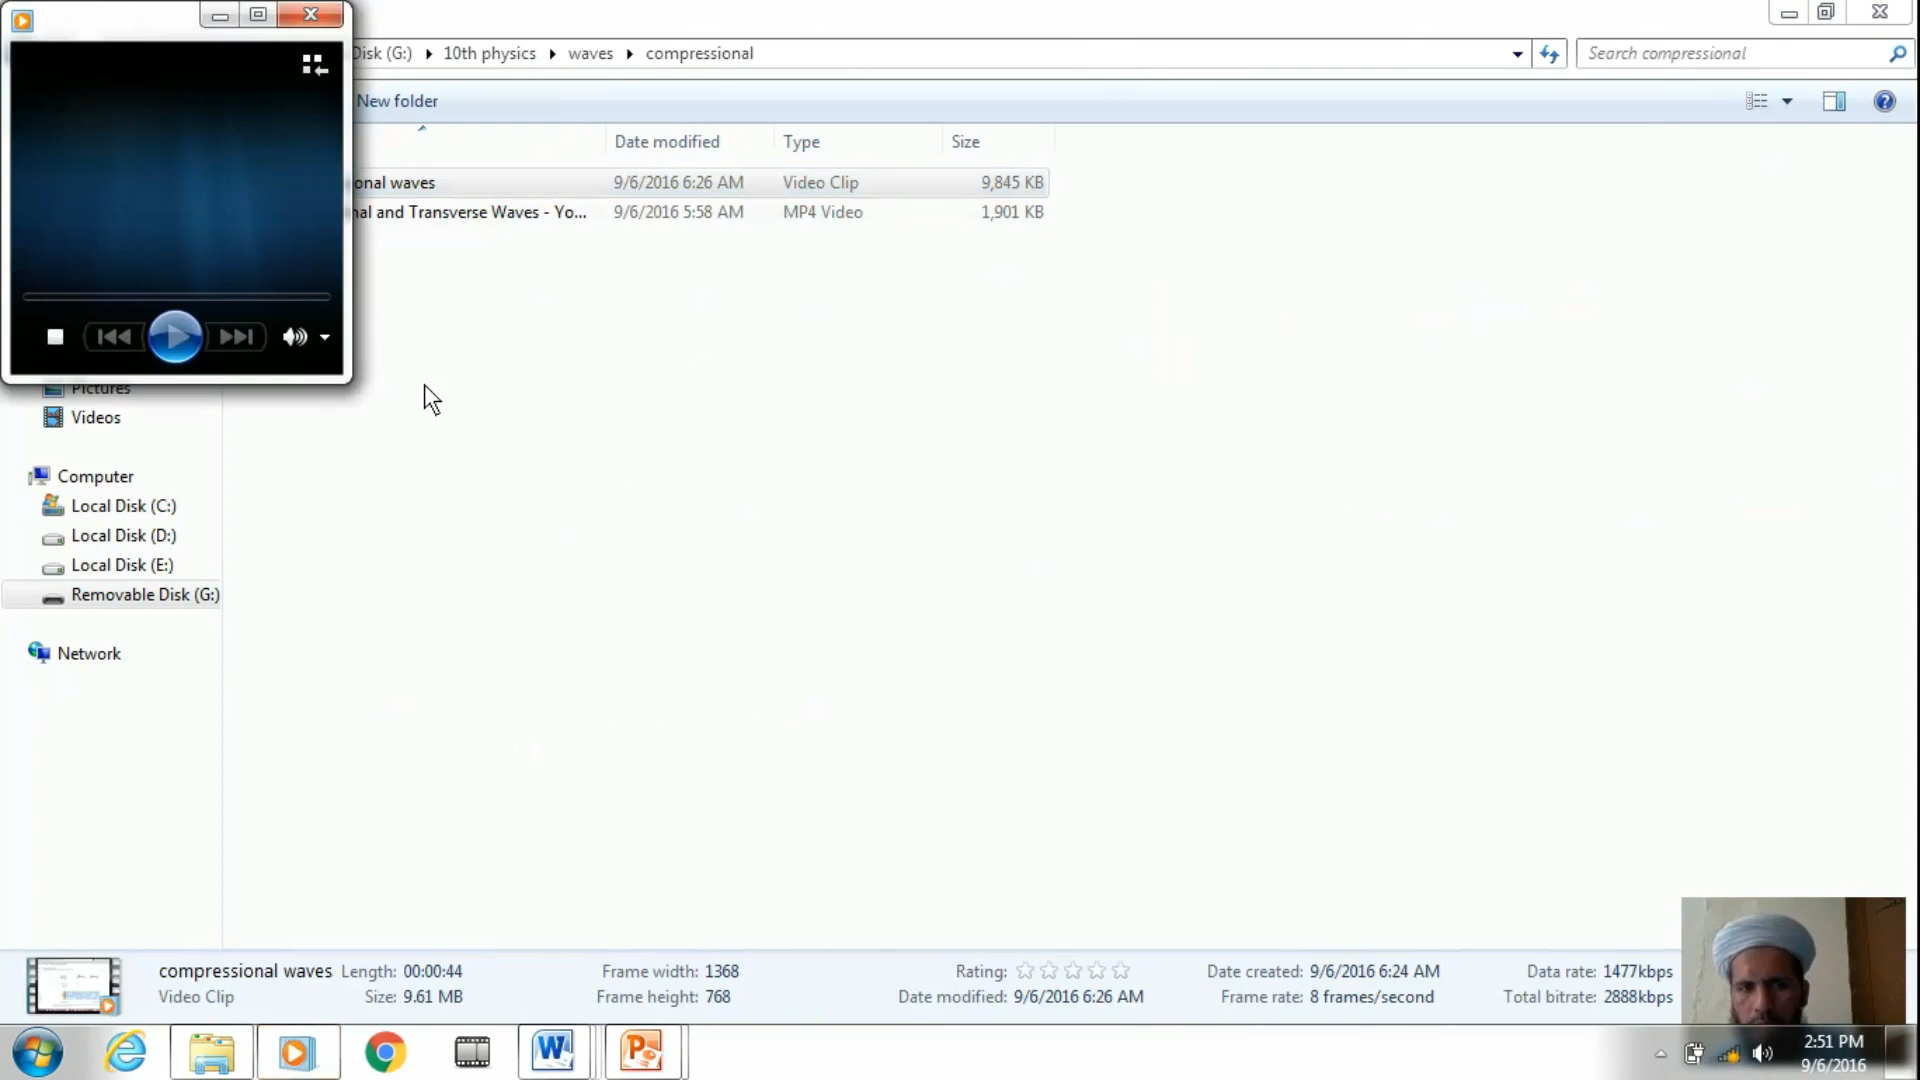 Disk (G:) 10th physics waves compressional
Search compressional
New folder
Date modified Type Size
onal waves 9/6/2016 6:26 AM Video Clip 9,845 KB
nal and Transverse Waves - Yo... 9/6/2016 5:58 AM MP4 Video 1,901 KB
Pictures
Videos
Computer
Local Disk (C:)
Local Disk (D:)
Local Disk (E:)
Removable Disk (G:)
Network
compressional waves Length: 00:00:44 Frame width: 1368 Rating: Date created: 9/6/2016 6:24 AM Data rate: 1477kbps
Video Clip Size: 9.61 MB Frame height: 768 Date modified: 9/6/2016 6:26 AM Frame rate: 8 frames/second Total bitrate: 2888kbps
2:51 PM
9/6/2016